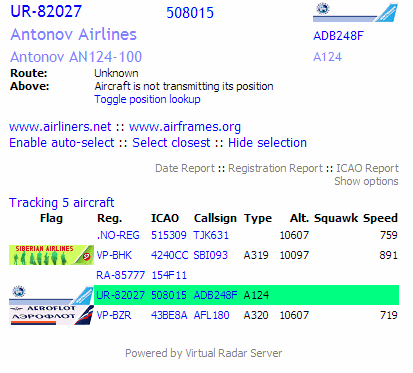 UR-82027 508015
Antonov Airlines ADB248F
Antonov AN124-100 A124
Route: Unknown
Above: Aircraft is not transmitting its position
Toggle position lookup
www.airliners.net :: www.airframes.org
Enable auto-select :: Select closest :: Hide selection
Date Report :: Registration Report :: ICAO Report
Show options
Tracking 5 aircraft
Flag Reg. ICAO Callsign Type Alt. Squawk Speed
.NO-REG 515309 TJK631 10607 759
SIBERIAN AIRLINES VP-BHK 4240CC SBI093 A319 10097 891
RA-85777 154F11
UR-82027 508015 ADB248F A124
AEROFLOT
АЭРОФЛОТ VP-BZR 43BE8A AFL180 A320 10607 719
Powered by Virtual Radar Server